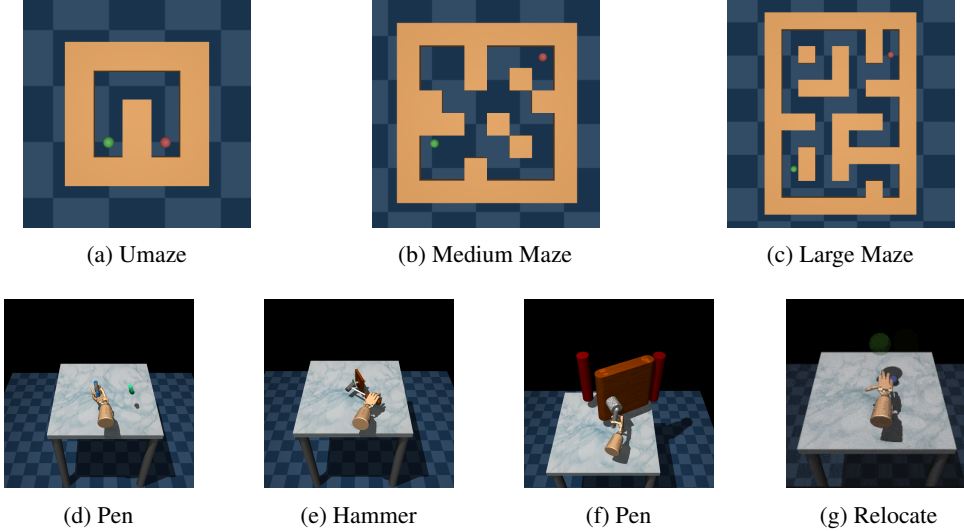 (a) Umaze
(b) Medium Maze
(c) Large Maze
(d) Pen
(e) Hammer
(f) Pen
(g) Relocate